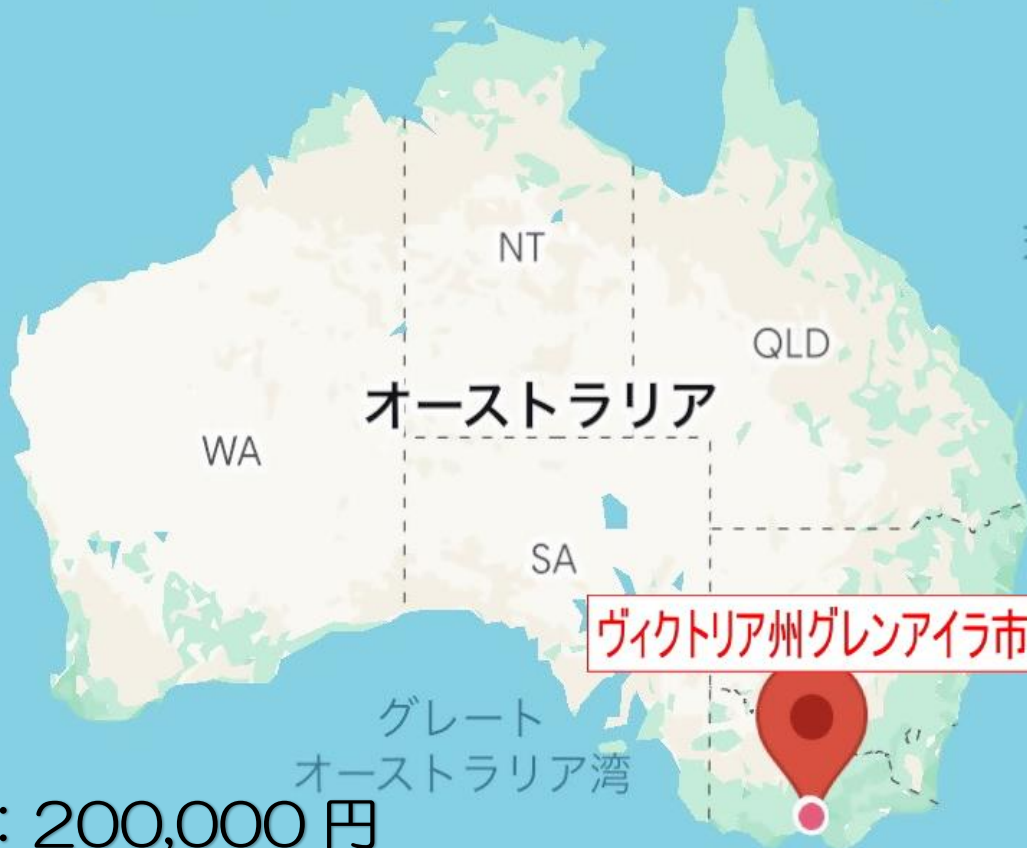 NT
QLD
オーストラリア
WA
SA
ヴィクトリア州グレンアイラ市
グレート
オーストラリア湾
: 200,000 円